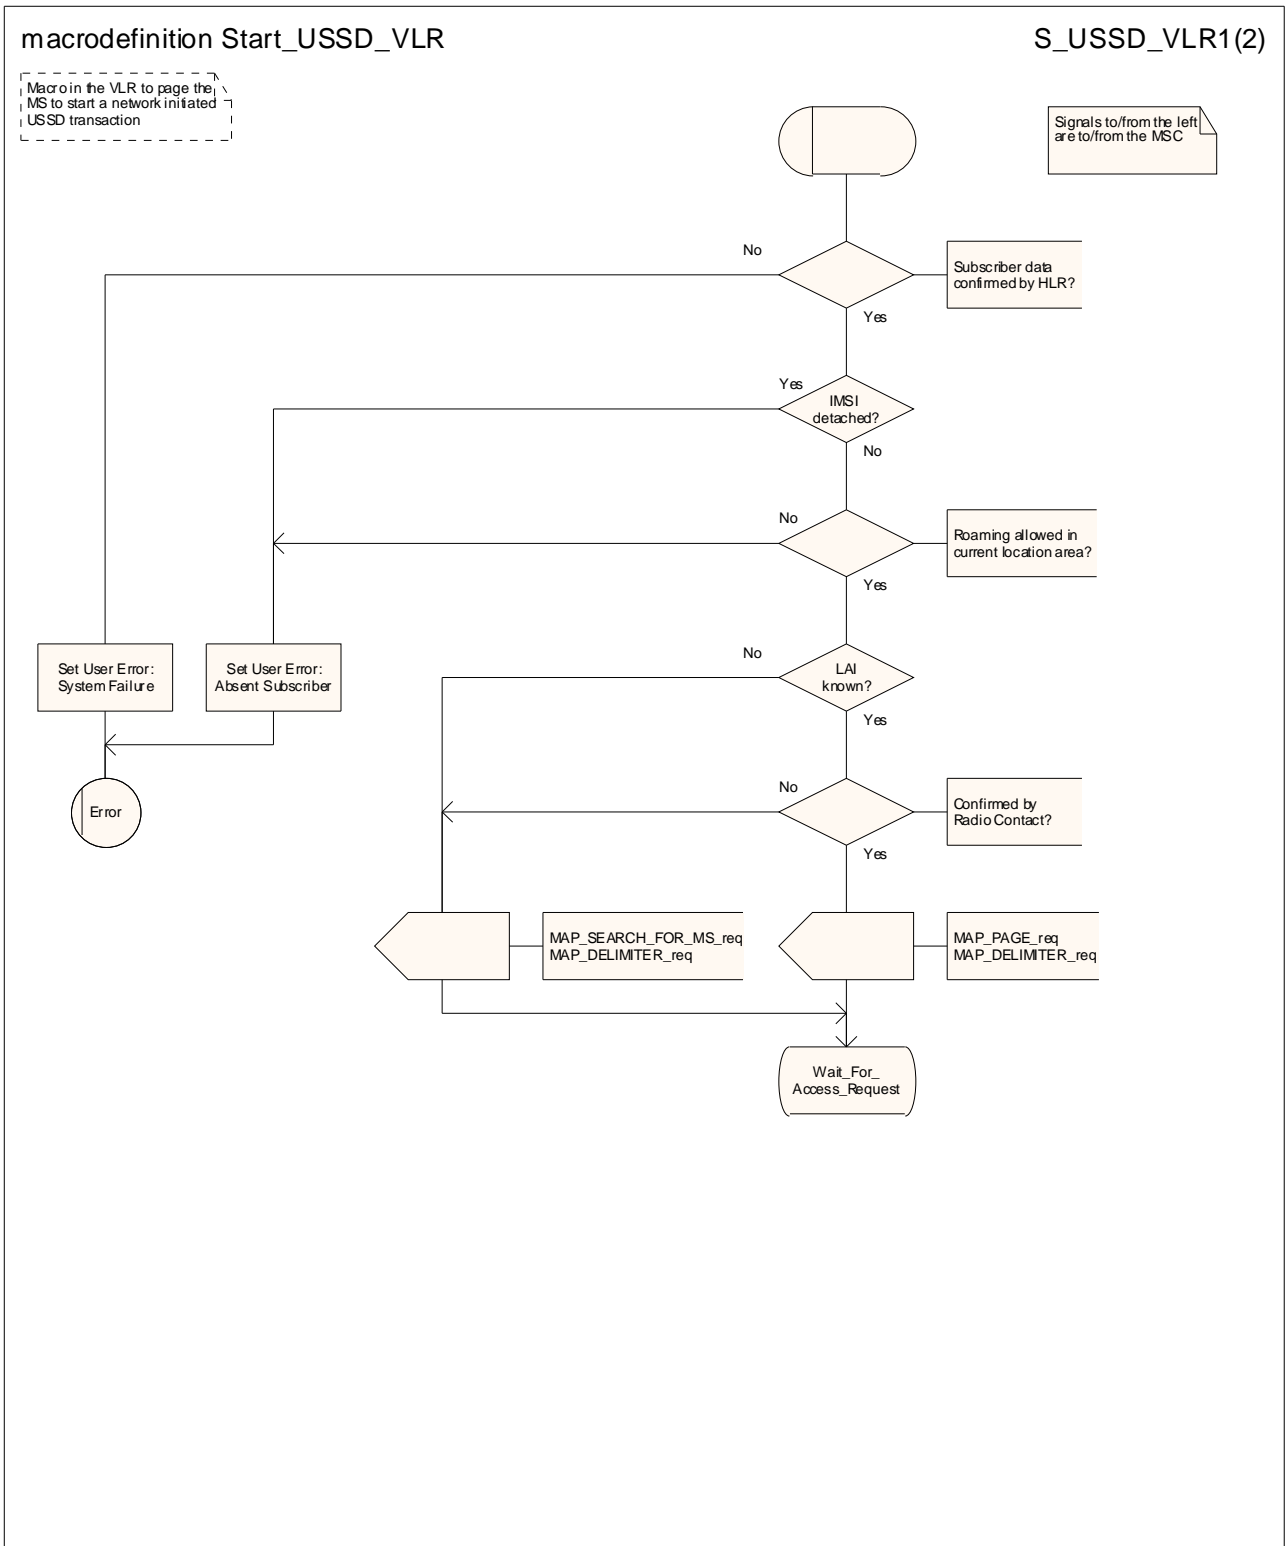 macrodefinition Start_USSD_VLR
S_USSD_VLR1(2)
Macro in the VLR to page the
MS to start a network initiated
USSD transaction
Signals to/from the left
are to/from the MSC
No
Subscriber data
confirmed by HLR?
Yes
Yes
IMSI
detached?
No
No
Roaming allowed in
current location area?
Yes
Set User Error:
System Failure
Set User Error:
Absent Subscriber
No
LAI
known?
Yes
No
Confirmed by
Radio Contact?
Error
Yes
MAP_SEARCH_FOR_MS_req
MAP_DELIMITER_req
MAP_PAGE_req
MAP_DELIMITER_req
Wait_For_
Access_Request